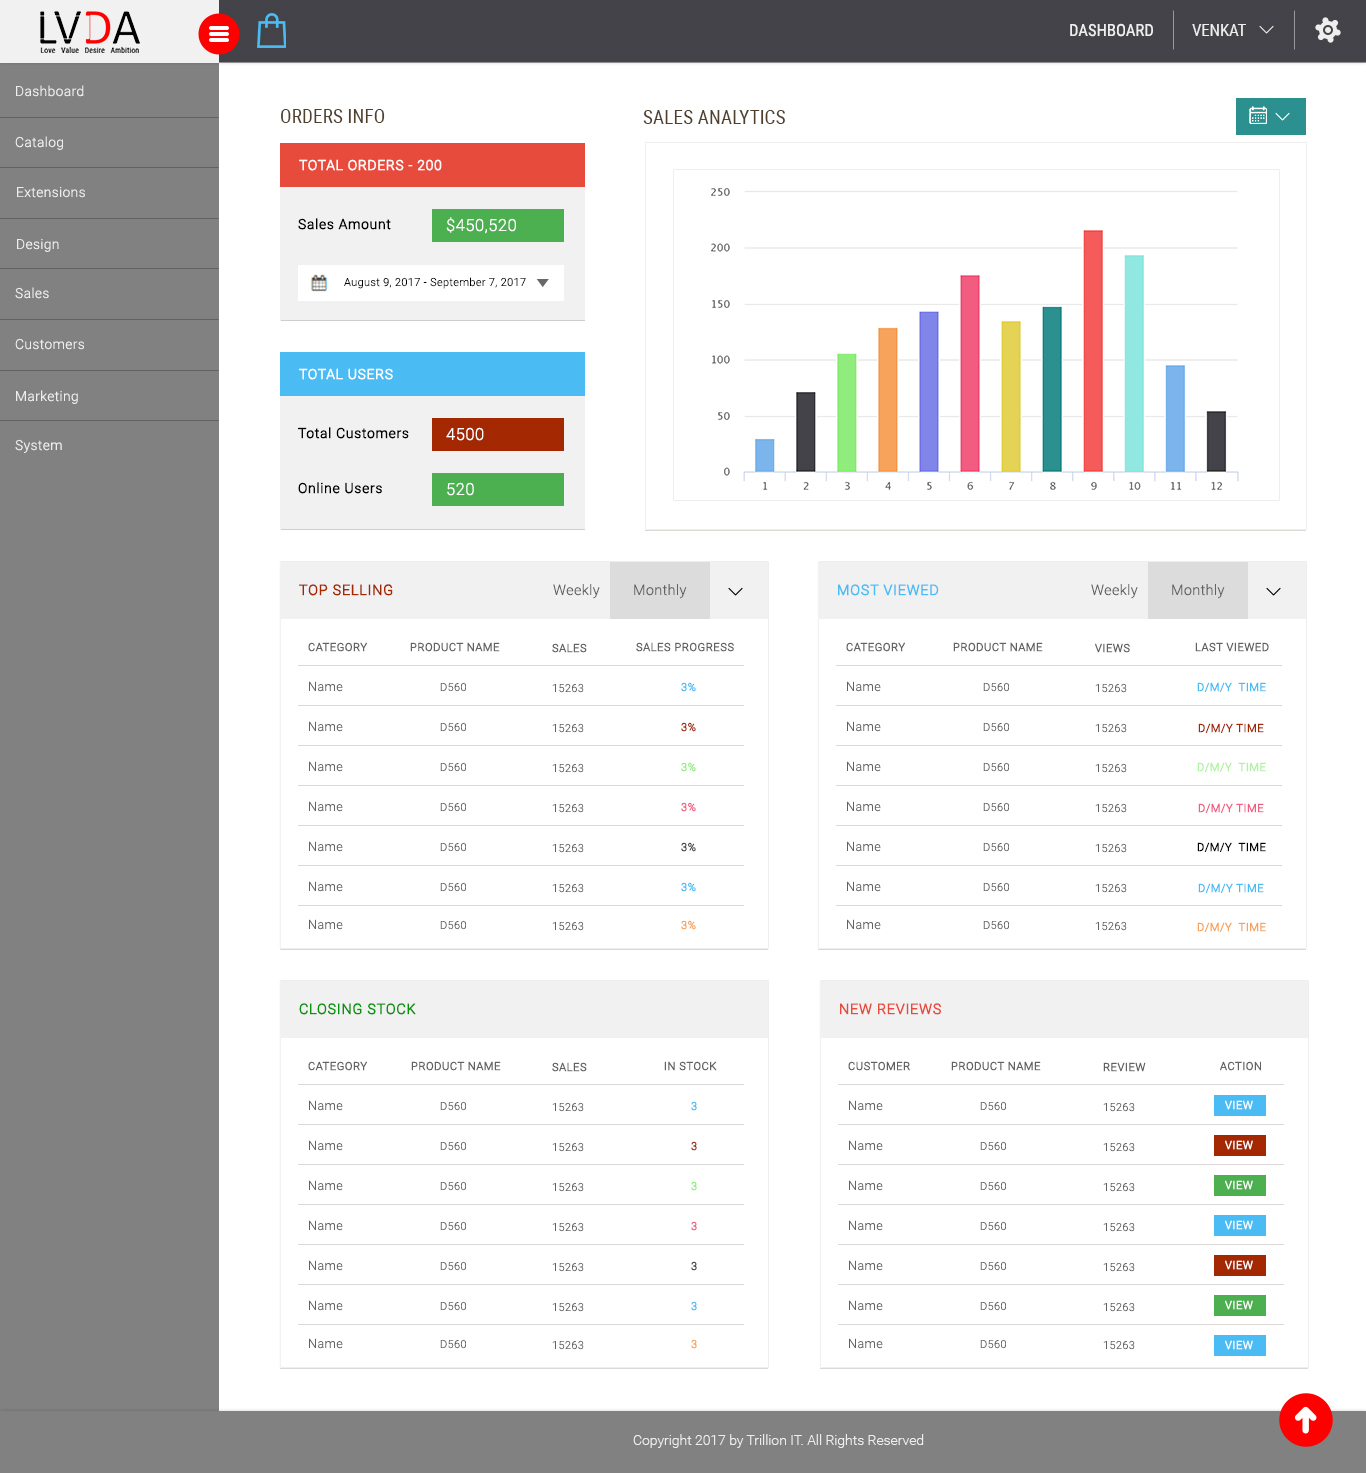 LVDA
Love Value Desire Ambition
DASHBOARD
VENKAT
Dashboard
Catalog
Extensions
Design
Sales
Customers
Marketing
System
ORDERS INFO
TOTAL ORDERS - 200
Sales Amount $450,520
August 9, 2017 - September 7, 2017
TOTAL USERS
Total Customers 4500
Online Users 520
SALES ANALYTICS
250
200
150
100
50
0
1 2 3 4 5 6 7 8 9 10 11 12
TOP SELLING Weekly Monthly
CATEGORY PRODUCT NAME SALES SALES PROGRESS
Name D560 15263 3%
Name D560 15263 3%
Name D560 15263 3%
Name D560 15263 3%
Name D560 15263 3%
Name D560 15263 3%
Name D560 15263 3%
MOST VIEWED Weekly Monthly
CATEGORY PRODUCT NAME VIEWS LAST VIEWED
Name D560 15263 D/M/Y TIME
Name D560 15263 D/M/Y TIME
Name D560 15263 D/M/Y TIME
Name D560 15263 D/M/Y TIME
Name D560 15263 D/M/Y TIME
Name D560 15263 D/M/Y TIME
Name D560 15263 D/M/Y TIME
CLOSING STOCK
CATEGORY PRODUCT NAME SALES IN STOCK
Name D560 15263 3
Name D560 15263 3
Name D560 15263 3
Name D560 15263 3
Name D560 15263 3
Name D560 15263 3
Name D560 15263 3
NEW REVIEWS
CUSTOMER PRODUCT NAME REVIEW ACTION
Name D560 15263 VIEW
Name D560 15263 VIEW
Name D560 15263 VIEW
Name D560 15263 VIEW
Name D560 15263 VIEW
Name D560 15263 VIEW
Name D560 15263 VIEW
Copyright 2017 by Trillion IT. All Rights Reserved